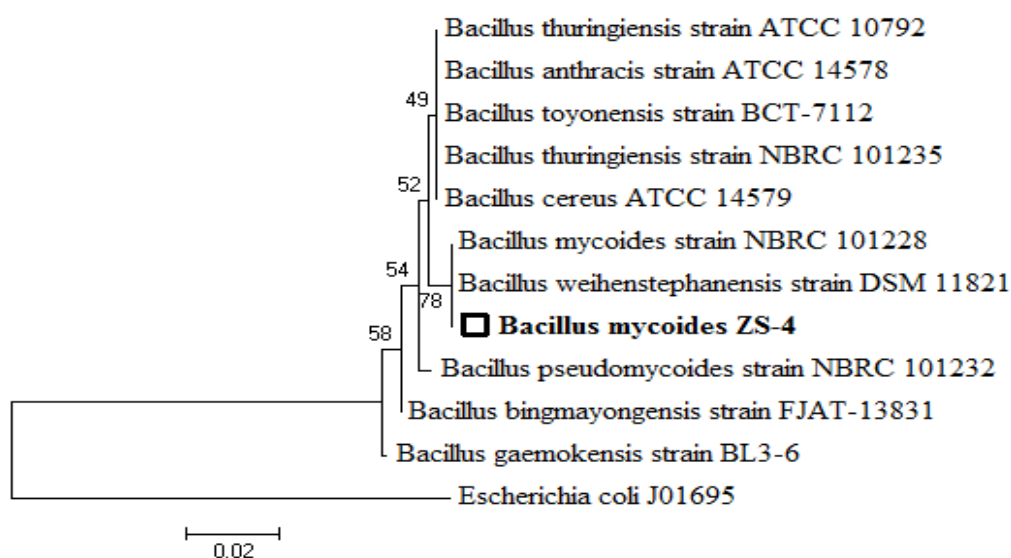 Bacillus thuringiensis strain ATCC 10792
Bacillus anthracis strain ATCC 14578
49
Bacillus toyonensis strain BCT-7112
Bacillus thuringiensis strain NBRC 101235
52
Bacillus cereus ATCC 14579
Bacillus mycoides strain NBRC 101228
54
Bacillus weihenstephanensis strain DSM 11821
78
Bacillus mycoides ZS-4
58
Bacillus pseudomycoides strain NBRC 101232
Bacillus bingmayongensis strain FJAT-13831
Bacillus gaemokensis strain BL3-6
Escherichia coli J01695
0.02